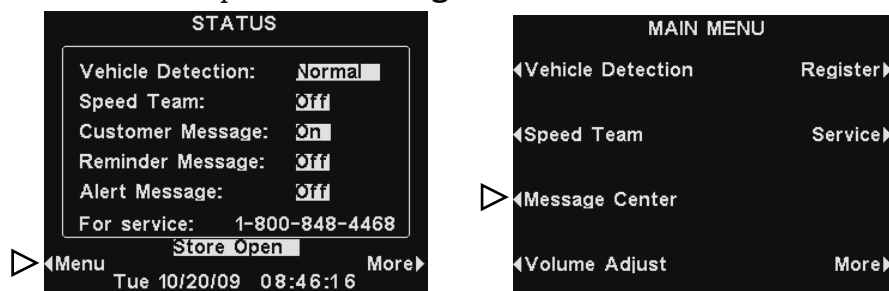 STATUS
Vehicle Detection: Normal
Speed Team: Off
Customer Message: On
Reminder Message: Off
Alert Message: Off
For service: 1-800-848-4468
Store Open
◂Menu More▸
Tue 10/20/09 08:46:16
MAIN MENU
◂Vehicle Detection Register▸
◂Speed Team Service▸
◂Message Center
◂Volume Adjust More▸